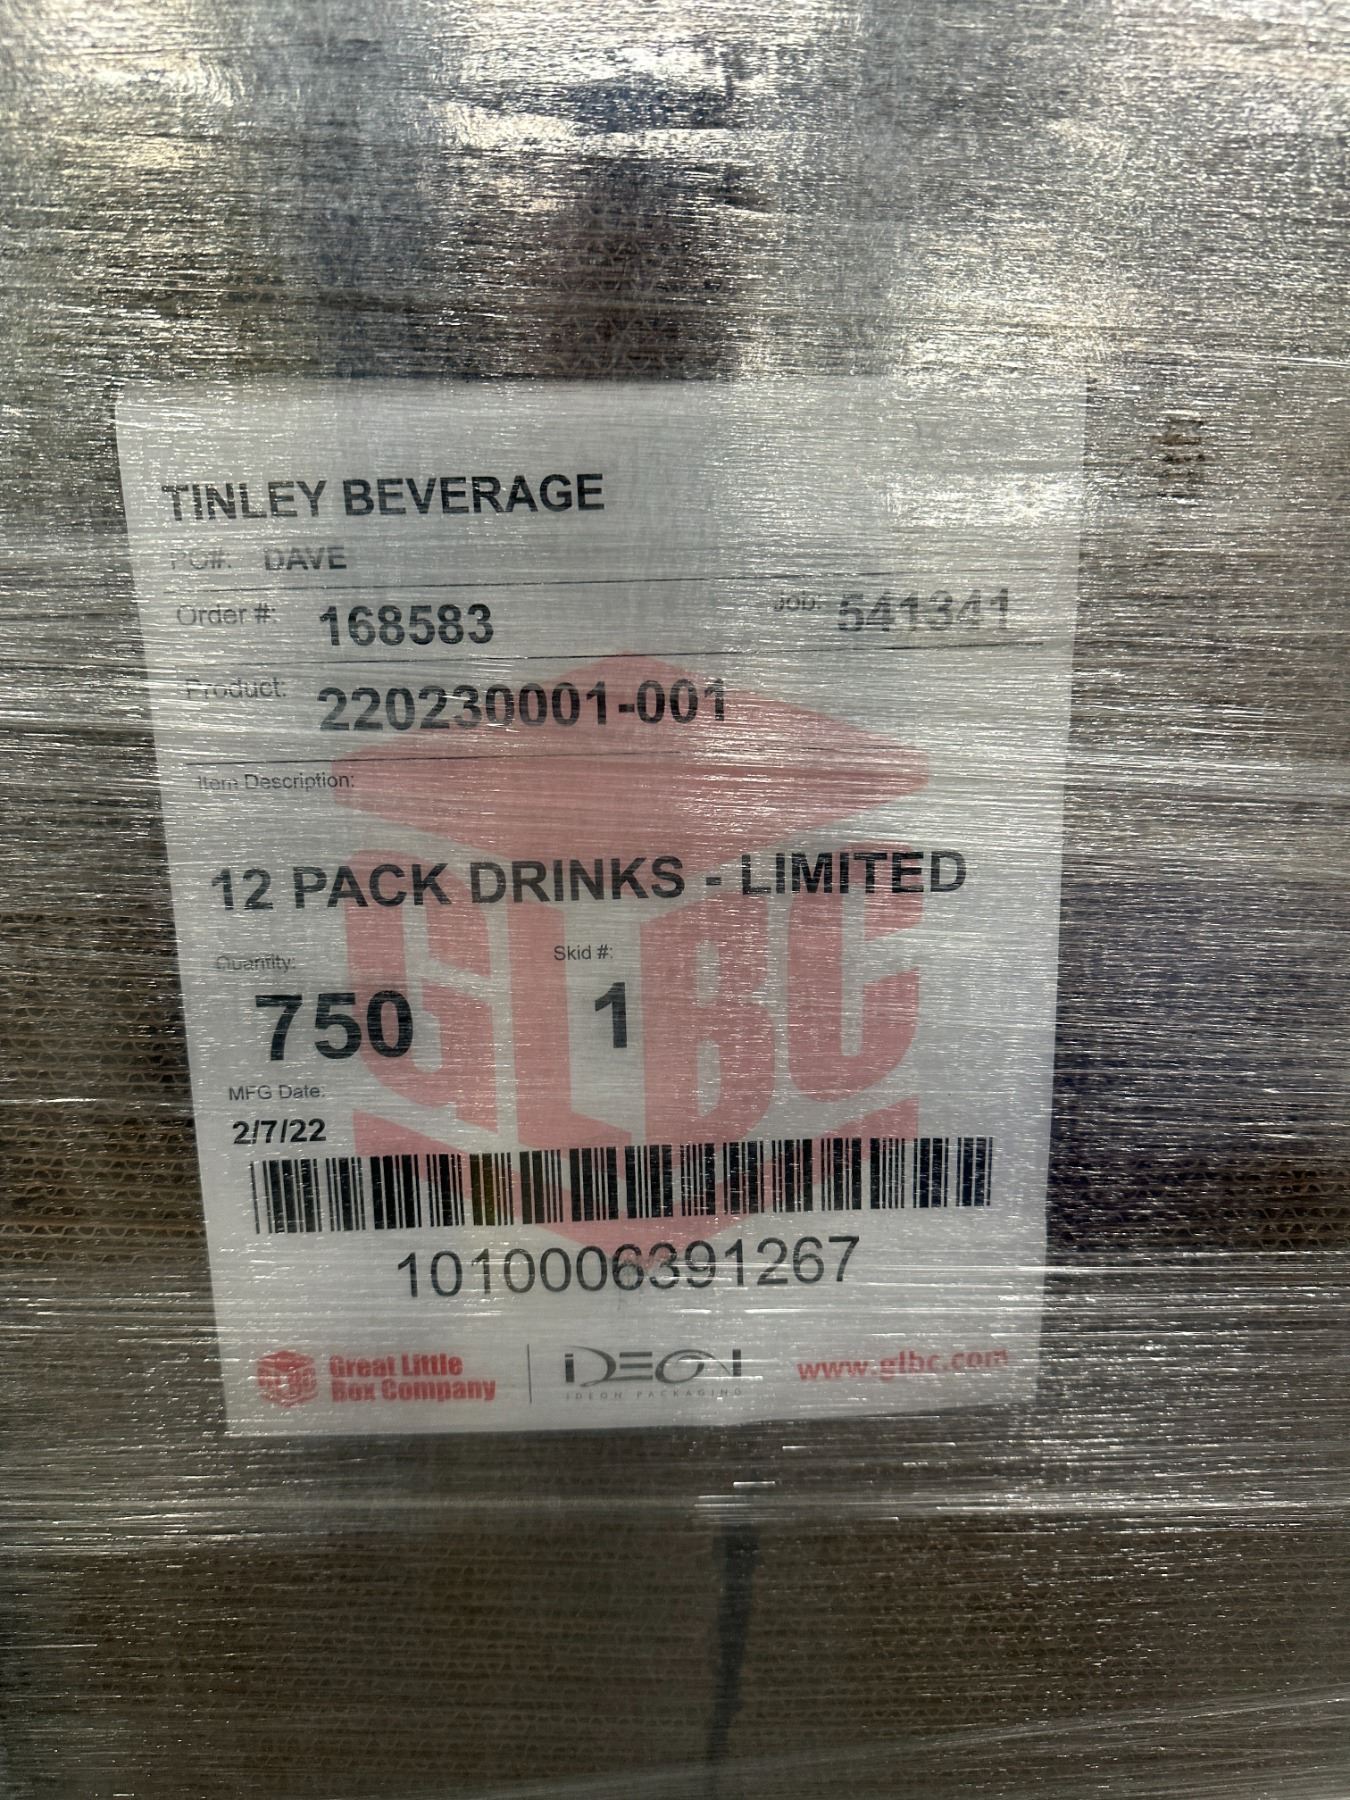 TINLEY BEVERAGE
PO#: DAVE
Order #: 168583 Job: 541341
Product: 220230001-001
Item Description:
12 PACK DRINKS - LIMITED
Quantity: Skid #:
750 1
MFG Date:
2/7/22
1010006391267
GLBC
Great Little
Box Company
IDEON
IDEON PACKAGING
www.glbc.com